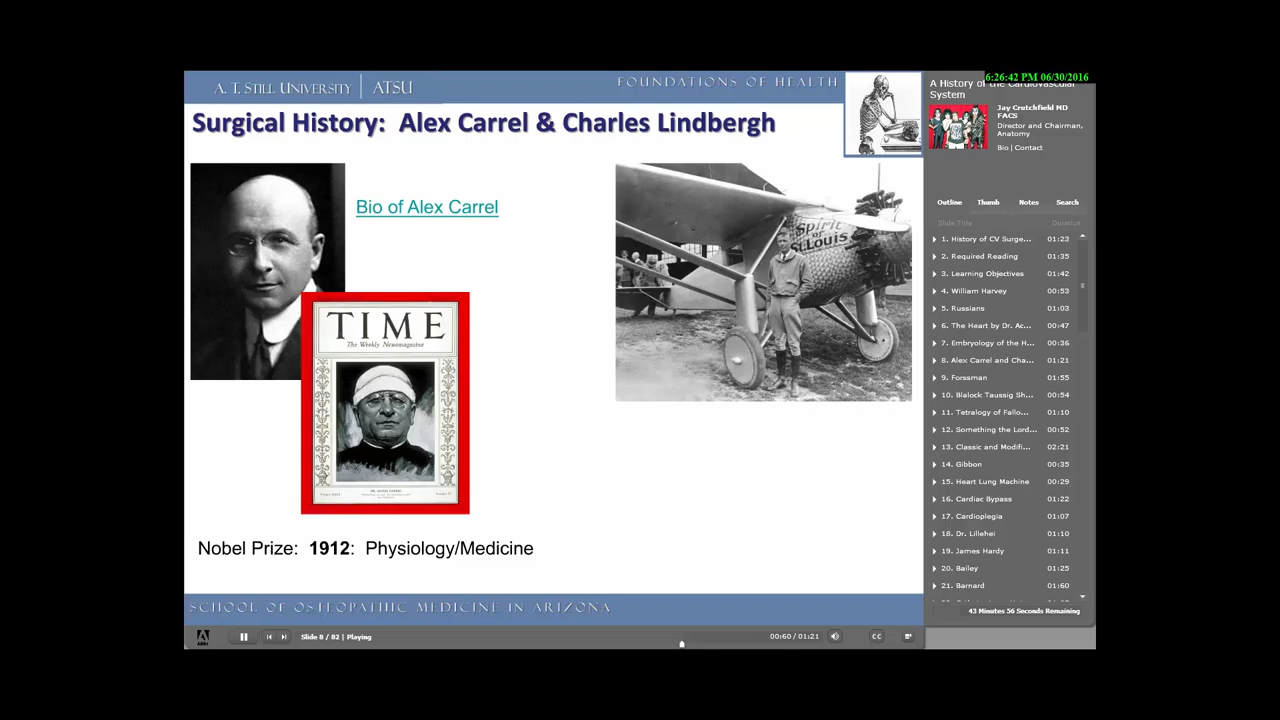 6:26:42 PM 06/30/2016
A. T. STILL UNIVERSITY | ATSU
FOUNDATIONS OF HEALTH
Surgical History: Alex Carrel & Charles Lindbergh
Bio of Alex Carrel
Spirit
of
St. Louis
TIME
The Weekly Newsmagazine
Nobel Prize: 1912: Physiology/Medicine
SCHOOL OF OSTEOPATHIC MEDICINE IN ARIZONA
Slide 8 / 82 | Playing
00:60 / 01:21
CC
A History of the Cardiovascular
System
Jay Crutchfield MD
FACS
Director and Chairman,
Anatomy
Bio | Contact
Outline Thumb Notes Search
Slide Title Duration
1. History of CV Surge... 01:23
2. Required Reading 01:35
3. Learning Objectives 01:42
4. William Harvey 00:53
5. Russians 01:03
6. The Heart by Dr. Ac... 00:47
7. Embryology of the H... 00:36
8. Alex Carrel and Cha... 01:21
9. Forssman 01:55
10. Blalock Taussig Sh... 00:54
11. Tetralogy of Fallo... 01:10
12. Something the Lord... 00:52
13. Classic and Modifi... 02:21
14. Gibbon 00:35
15. Heart Lung Machine 00:29
16. Cardiac Bypass 01:22
17. Cardioplegia 01:07
18. Dr. Lillehei 01:10
19. James Hardy 01:11
20. Bailey 01:25
21. Barnard 01:60
43 Minutes 56 Seconds Remaining